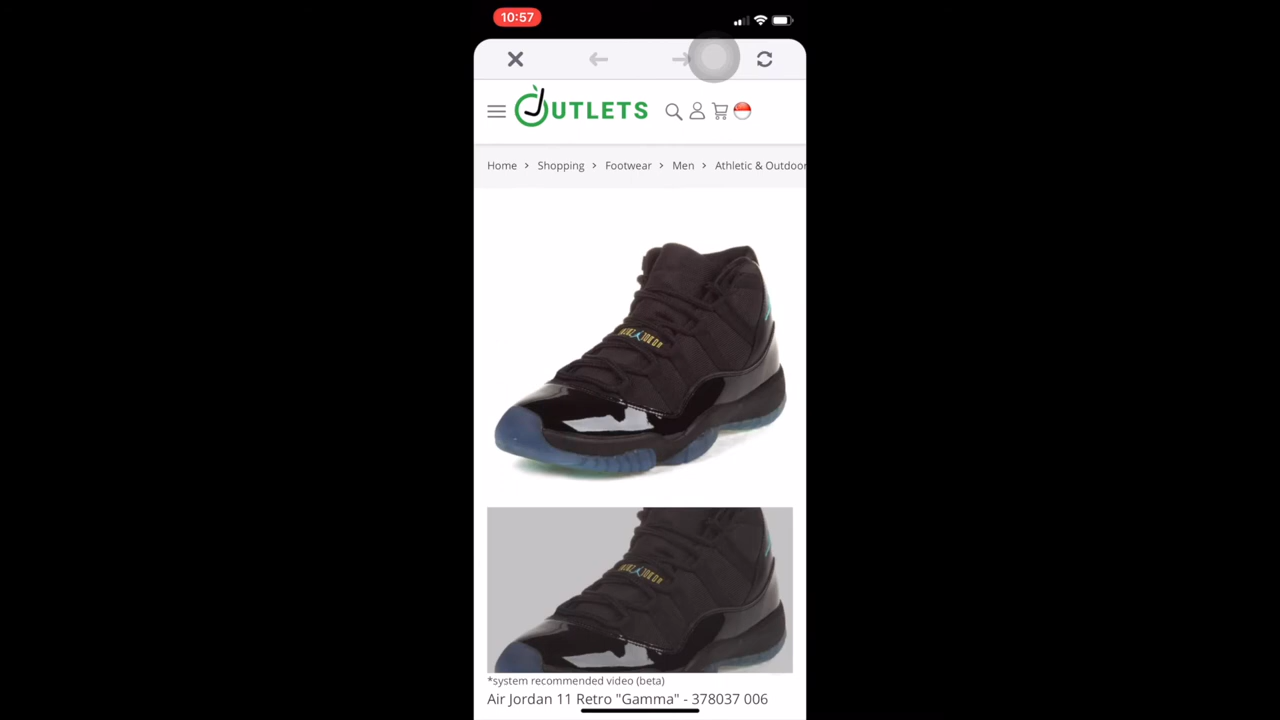 10:57
OUTLETS
Home > Shopping > Footwear > Men > Athletic & Outdoor
*system recommended video (beta)
Air Jordan 11 Retro "Gamma" - 378037 006